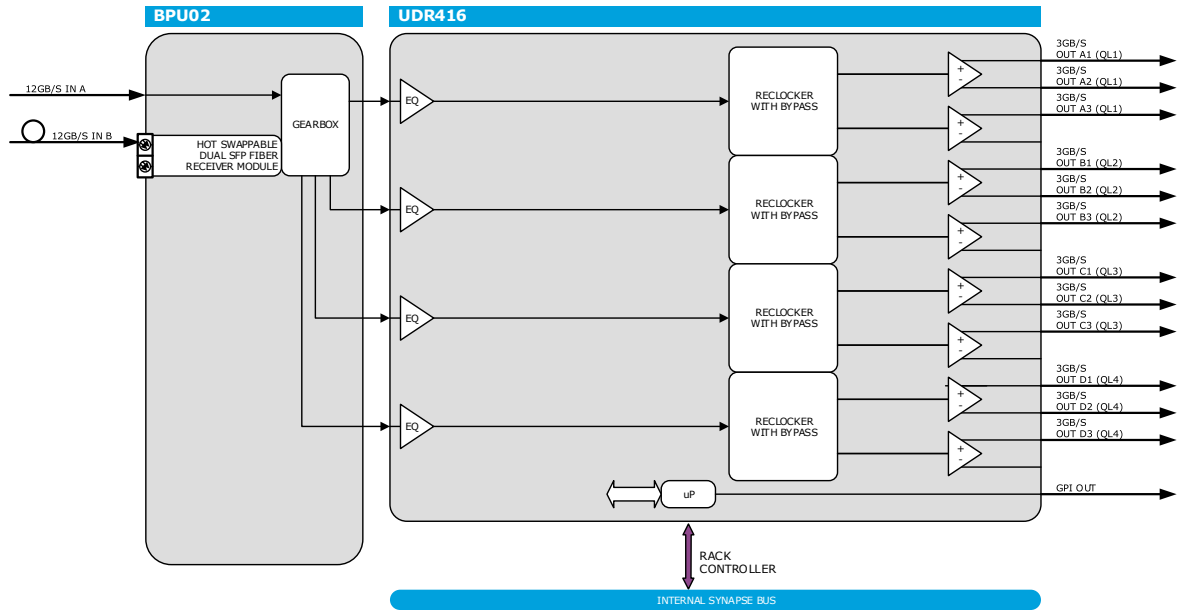 BPU02
UDR416
12GB/S IN A
12GB/S IN B
HOT SWAPPABLE
DUAL SFP FIBER
RECEIVER MODULE
GEARBOX
EQ
EQ
EQ
EQ
RECLOCKER
WITH BYPASS
RECLOCKER
WITH BYPASS
RECLOCKER
WITH BYPASS
RECLOCKER
WITH BYPASS
+
-
+
-
+
-
+
-
+
-
+
-
+
-
+
-
3GB/S
OUT A1 (QL1)
3GB/S
OUT A2 (QL1)
3GB/S
OUT A3 (QL1)
3GB/S
OUT B1 (QL2)
3GB/S
OUT B2 (QL2)
3GB/S
OUT B3 (QL2)
3GB/S
OUT C1 (QL3)
3GB/S
OUT C2 (QL3)
3GB/S
OUT C3 (QL3)
3GB/S
OUT D1 (QL4)
3GB/S
OUT D2 (QL4)
3GB/S
OUT D3 (QL4)
uP
GPI OUT
RACK
CONTROLLER
INTERNAL SYNAPSE BUS